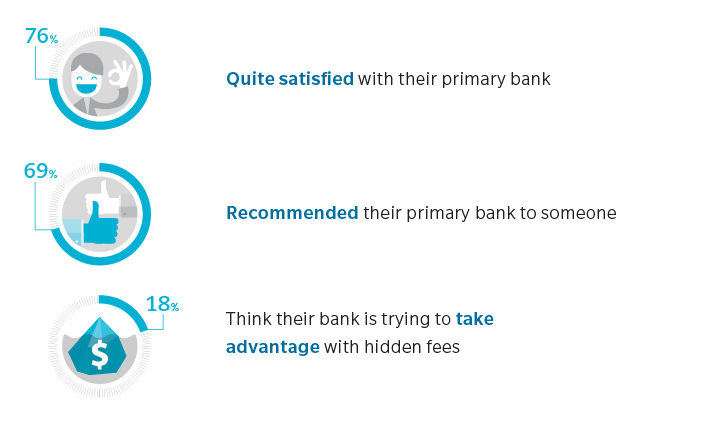 76%
Quite satisfied with their primary bank
69%
Recommended their primary bank to someone
18%
$
Think their bank is trying to take
advantage with hidden fees